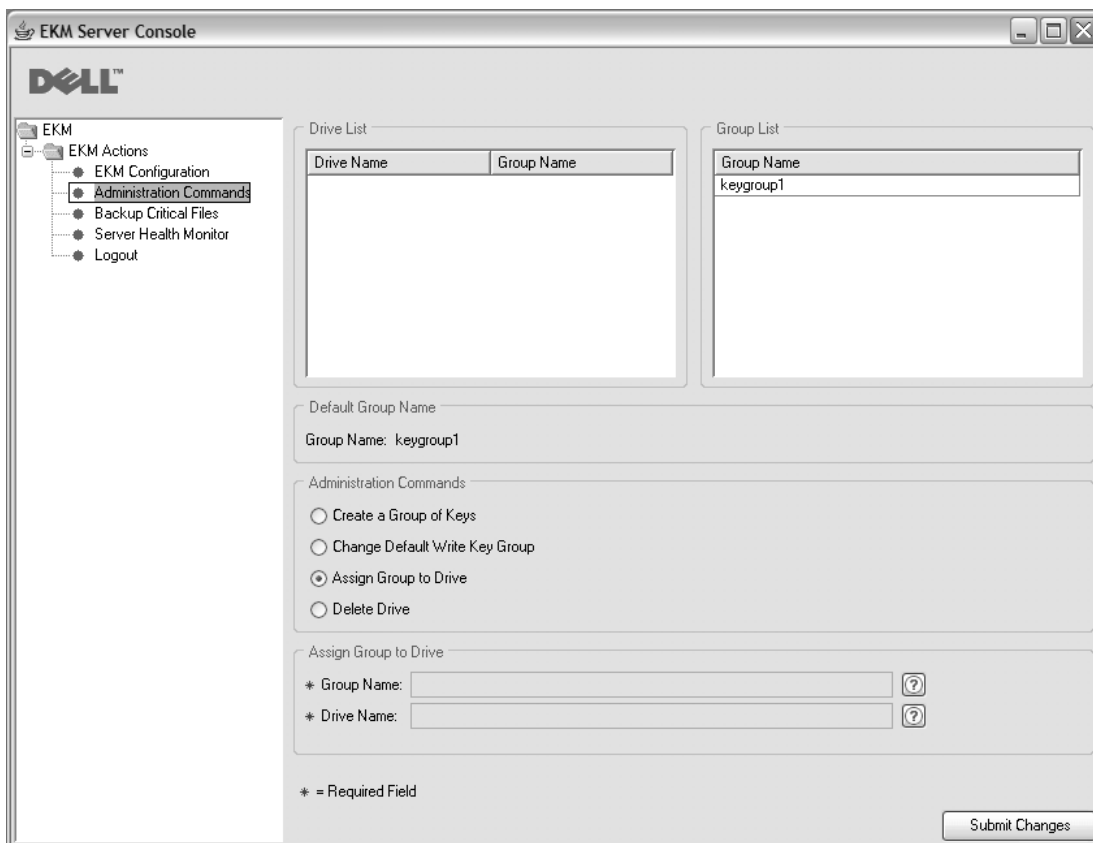 EKM Server Console
DELL™
EKM
EKM Actions
EKM Configuration
Administration Commands
Backup Critical Files
Server Health Monitor
Logout
Drive List
Drive Name Group Name
Group List
Group Name
keygroup1
Default Group Name
Group Name: keygroup1
Administration Commands
Create a Group of Keys
Change Default Write Key Group
Assign Group to Drive
Delete Drive
Assign Group to Drive
* Group Name: ?
* Drive Name: ?
* = Required Field
Submit Changes